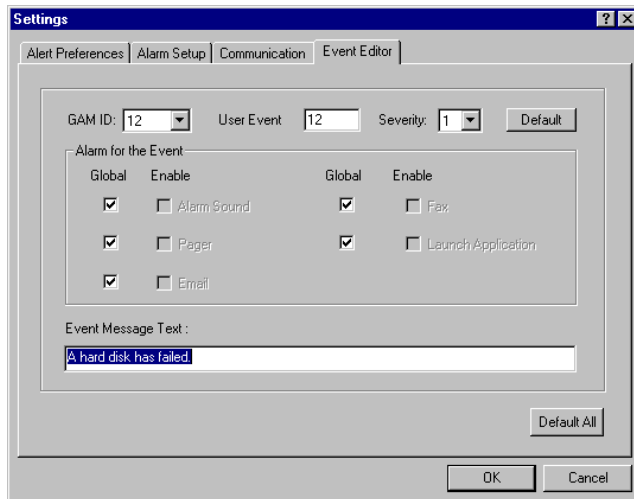 Settings
Alert Preferences Alarm Setup Communication Event Editor
GAM ID: 12 User Event 12 Severity: 1 Default
Alarm for the Event
Global Enable Global Enable
Alarm Sound Fax
Pager Launch Application
Email
Event Message Text :
A hard disk has failed.
Default All
OK Cancel